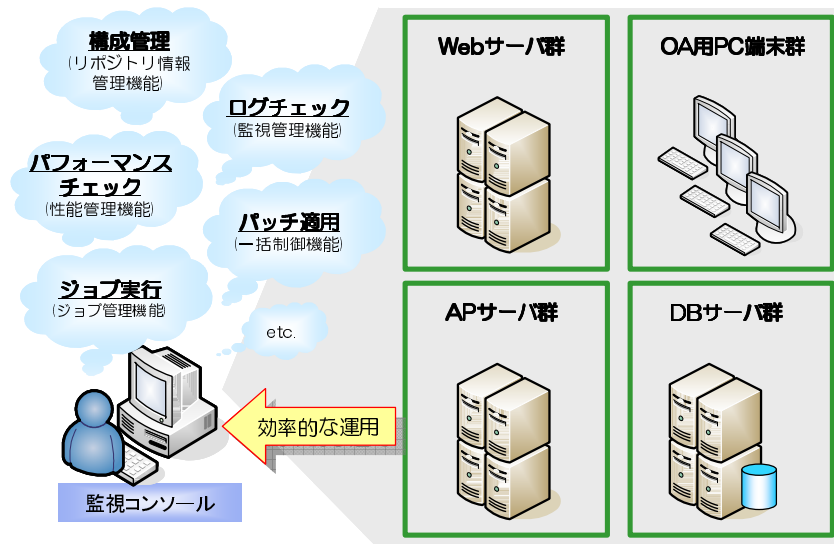 構成管理
(リポジトリ情報
管理機能)
ログチェック
(監視管理機能)
パフォーマンス
チェック
(性能管理機能)
パッチ適用
(一括制御機能)
ジョブ実行
(ジョブ管理機能)
etc.
効率的な運用
監視コンソール
Webサーバ群
OA用PC端末群
APサーバ群
DBサーバ群